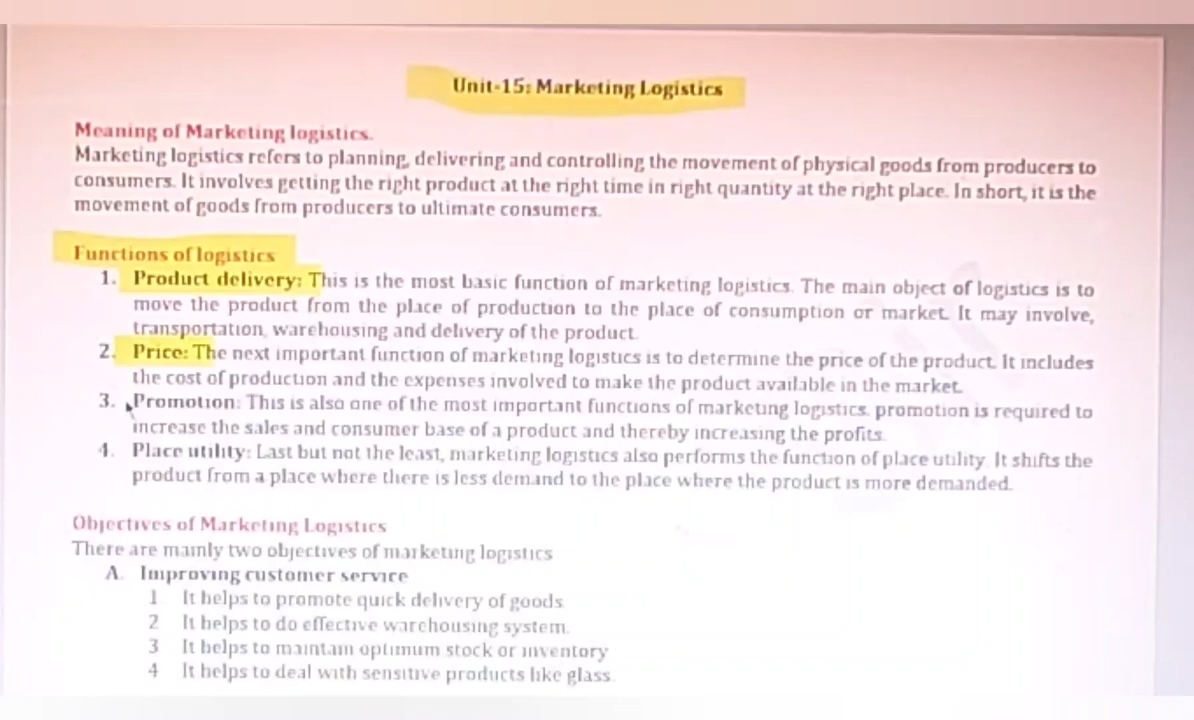 Unit-15: Marketing Logistics
Meaning of Marketing logistics.
Marketing logistics refers to planning, delivering and controlling the movement of physical goods from producers to
consumers. It involves getting the right product at the right time in right quantity at the right place. In short, it is the
movement of goods from producers to ultimate consumers.
Functions of logistics
1. Product delivery: This is the most basic function of marketing logistics. The main object of logistics is to
move the product from the place of production to the place of consumption or market. It may involve,
transportation, warehousing and delivery of the product.
2. Price: The next important function of marketing logistics is to determine the price of the product. It includes
the cost of production and the expenses involved to make the product available in the market.
3. Promotion: This is also one of the most important functions of marketing logistics. promotion is required to
increase the sales and consumer base of a product and thereby increasing the profits.
4. Place utility: Last but not the least, marketing logistics also performs the function of place utility. It shifts the
product from a place where there is less demand to the place where the product is more demanded.
Objectives of Marketing Logistics
There are mainly two objectives of marketing logistics
A. Improving customer service
1 It helps to promote quick delivery of goods.
2 It helps to do effective warehousing system.
3 It helps to maintain optimum stock or inventory
4 It helps to deal with sensitive products like glass.